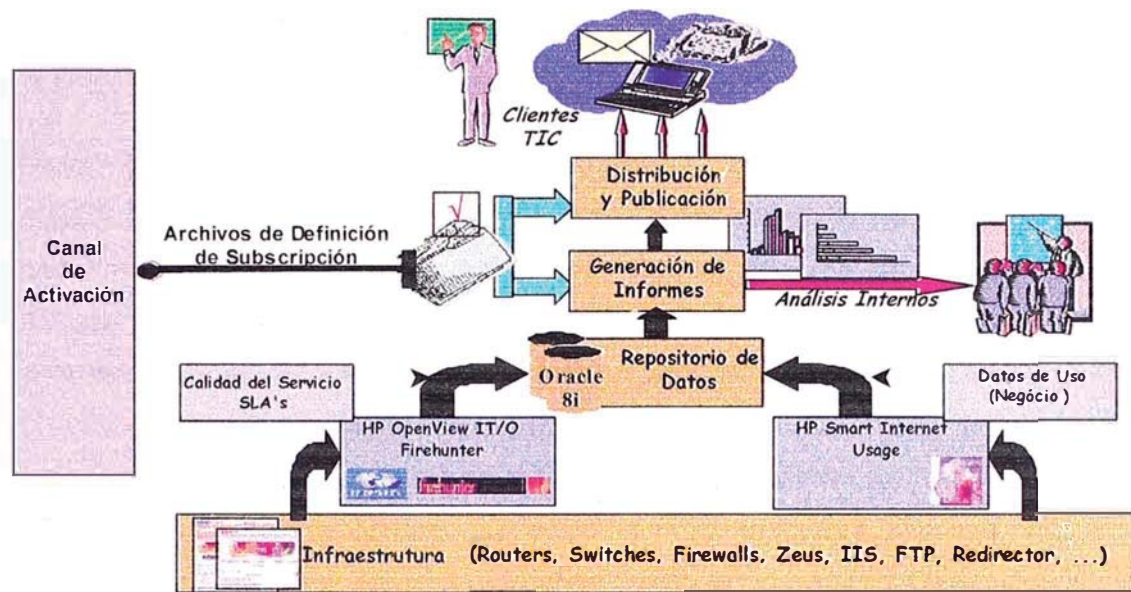 Clientes
TIC
Distribución
y Publicación
Canal
de
Activación
Archivos de Definición
de Subscripción
Generación de
Informes
Análisis Internos
Repositorio de
Datos
Oracle
8i
Calidad del Servicio
SLA's
Datos de Uso
(Negócio )
HP OpenView IT/O
Firehunter
firehunter
HP Smart Internet
Usage
Infraestrutura (Routers, Switches, Firewalls, Zeus, IIS, FTP, Redirector, ...)